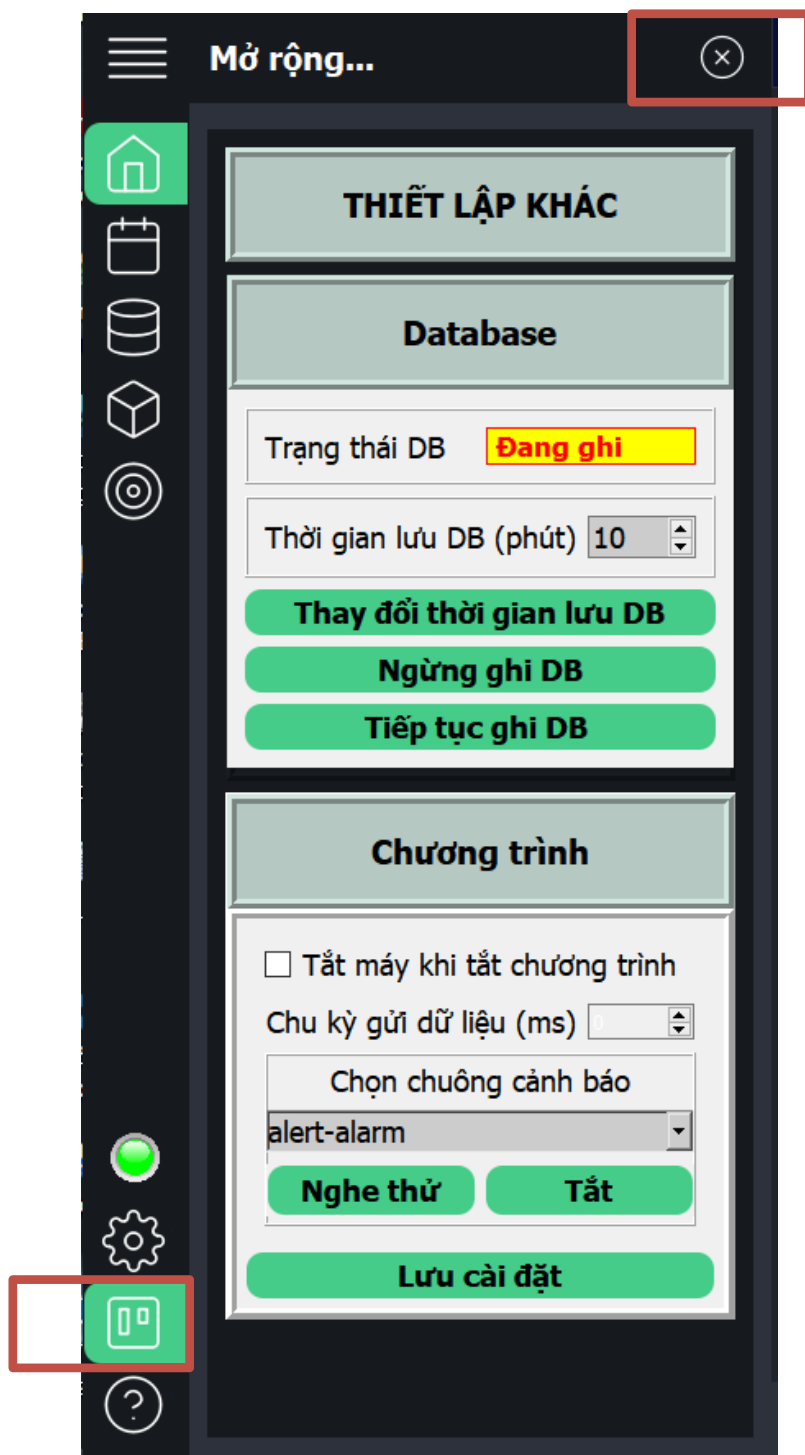 Mở rộng...
THIẾT LẬP KHÁC
Database
Trạng thái DB Đang ghi
Thời gian lưu DB (phút) 10
Thay đổi thời gian lưu DB
Ngừng ghi DB
Tiếp tục ghi DB
Chương trình
Tắt máy khi tắt chương trình
Chu kỳ gửi dữ liệu (ms) 0
Chọn chuông cảnh báo
alert-alarm
Nghe thử Tắt
Lưu cài đặt